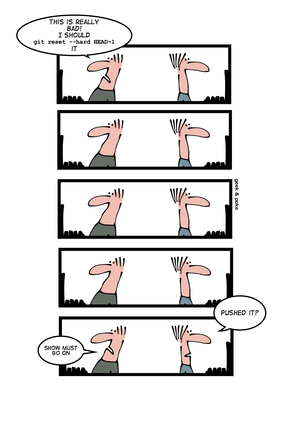 THIS IS REALLY
BAD!
I SHOULD
git reset --hard HEAD~1
IT
geek & poke
PUSHED IT?
SHOW MUST
GO ON